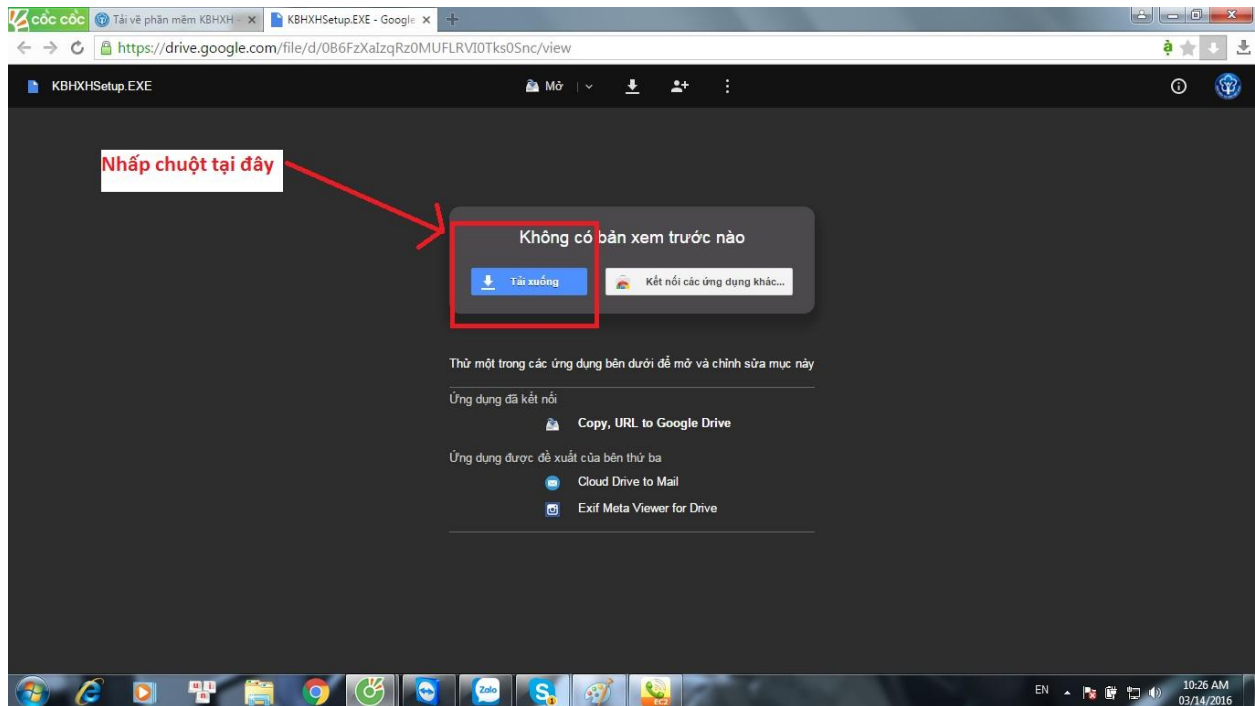 cốc cốc
Tải về phần mềm KBHXH -
KBHXHSetup.EXE - Google
https://drive.google.com/file/d/0B6FzXaIzqRz0MUFLRVI0Tks0Snc/view
KBHXHSetup.EXE
Mở
Nhấp chuột tại đây
Không có bản xem trước nào
Tải xuống
Kết nối các ứng dụng khác...
Thử một trong các ứng dụng bên dưới để mở và chỉnh sửa mục này
Ứng dụng đã kết nối
Copy, URL to Google Drive
Ứng dụng được đề xuất của bên thứ ba
Cloud Drive to Mail
Exif Meta Viewer for Drive
Zalo
EC2
EN
10:26 AM
03/14/2016